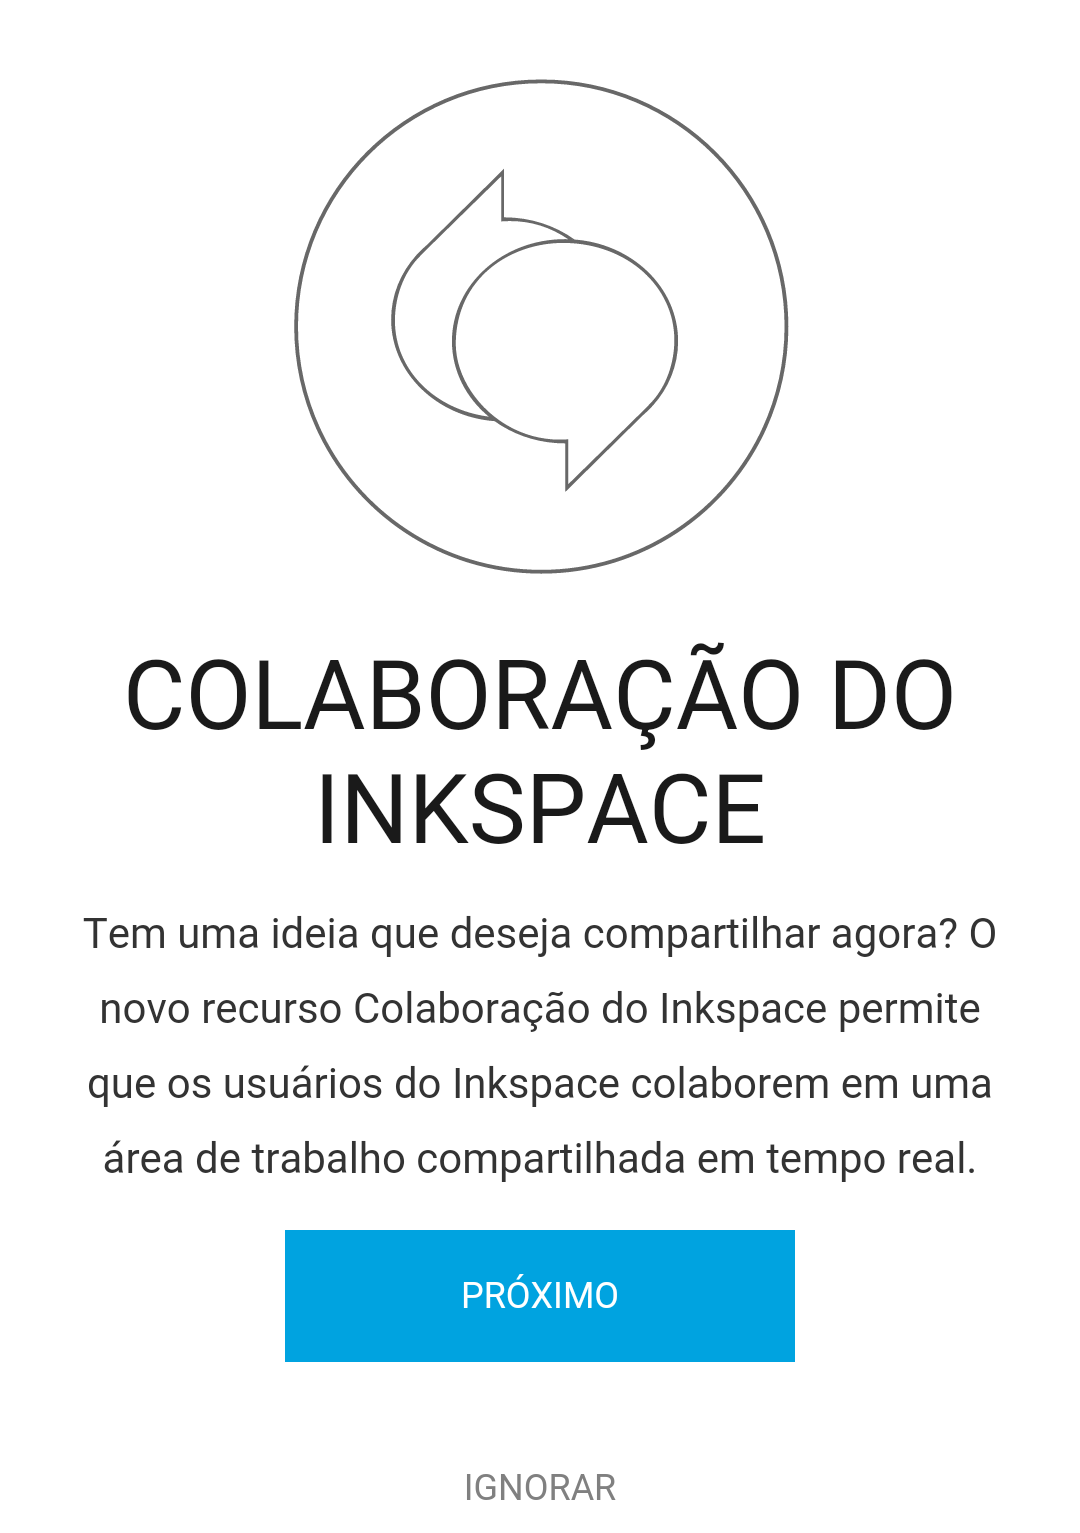 COLABORAÇÃO DO
INKSPACE
Tem uma ideia que deseja compartilhar agora? O
novo recurso Colaboração do Inkspace permite
que os usuários do Inkspace colaborem em uma
área de trabalho compartilhada em tempo real.
PRÓXIMO
IGNORAR